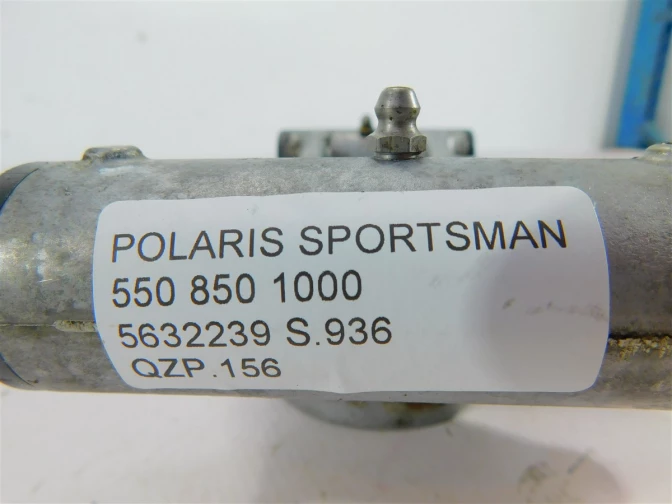 POLARIS SPORTSMAN
550 850 1000
5632239 S.936
QZP.156